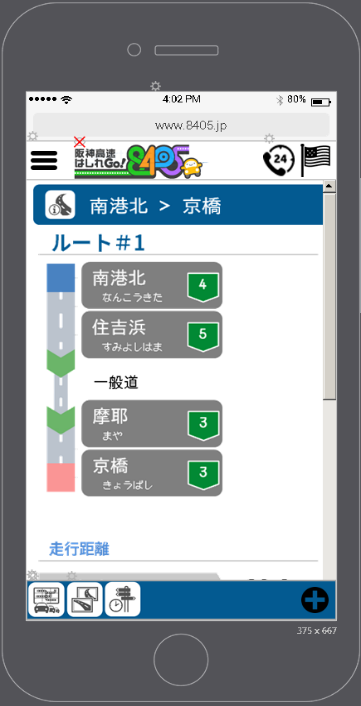 4:02 PM
80%
www.8405.jp
阪神高速
はしれGo!
8405
24
南港北 > 京橋
ルート#1
南港北
なんこうきた
4
住吉浜
すみよしはま
5
一般道
摩耶
まや
3
京橋
きょうばし
3
走行距離
375 x 667